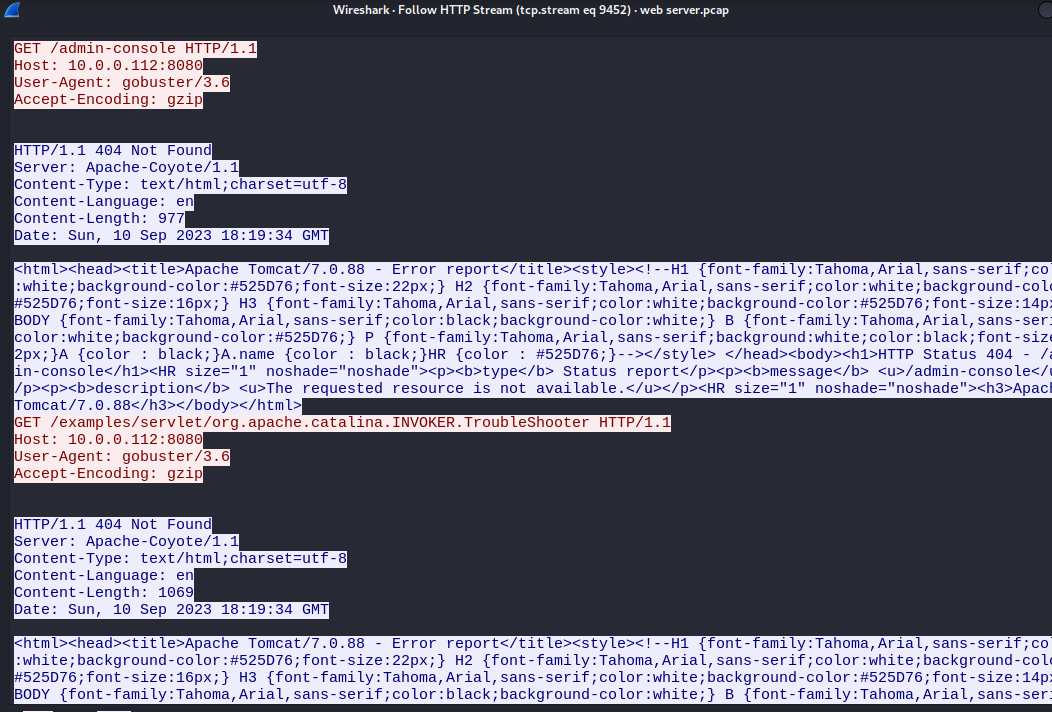 Wireshark · Follow HTTP Stream (tcp.stream eq 9452) · web server.pcap
GET /admin-console HTTP/1.1
Host: 10.0.0.112:8080
User-Agent: gobuster/3.6
Accept-Encoding: gzip
HTTP/1.1 404 Not Found
Server: Apache-Coyote/1.1
Content-Type: text/html;charset=utf-8
Content-Language: en
Content-Length: 977
Date: Sun, 10 Sep 2023 18:19:34 GMT
<html><head><title>Apache Tomcat/7.0.88 - Error report</title><style><!--H1 {font-family:Tahoma,Arial,sans-serif;co
:white;background-color:#525D76;font-size:22px;} H2 {font-family:Tahoma,Arial,sans-serif;color:white;background-colo
#525D76;font-size:16px;} H3 {font-family:Tahoma,Arial,sans-serif;color:white;background-color:#525D76;font-size:14px
BODY {font-family:Tahoma,Arial,sans-serif;color:black;background-color:white;} B {font-family:Tahoma,Arial,sans-seri
color:white;background-color:#525D76;} P {font-family:Tahoma,Arial,sans-serif;background:white;color:black;font-size
2px;}A {color : black;}A.name {color : black;}HR {color : #525D76;}--></style> </head><body><h1>HTTP Status 404 - /a
in-console</h1><HR size="1" noshade="noshade"><p><b>type</b> Status report</p><p><b>message</b> <u>/admin-console</u
/p><p><b>description</b> <u>The requested resource is not available.</u></p><HR size="1" noshade="noshade"><h3>Apach
Tomcat/7.0.88</h3></body></html>
GET /examples/servlet/org.apache.catalina.INVOKER.TroubleShooter HTTP/1.1
Host: 10.0.0.112:8080
User-Agent: gobuster/3.6
Accept-Encoding: gzip
HTTP/1.1 404 Not Found
Server: Apache-Coyote/1.1
Content-Type: text/html;charset=utf-8
Content-Language: en
Content-Length: 1069
Date: Sun, 10 Sep 2023 18:19:34 GMT
<html><head><title>Apache Tomcat/7.0.88 - Error report</title><style><!--H1 {font-family:Tahoma,Arial,sans-serif;co
:white;background-color:#525D76;font-size:22px;} H2 {font-family:Tahoma,Arial,sans-serif;color:white;background-colo
#525D76;font-size:16px;} H3 {font-family:Tahoma,Arial,sans-serif;color:white;background-color:#525D76;font-size:14px
BODY {font-family:Tahoma,Arial,sans-serif;color:black;background-color:white;} B {font-family:Tahoma,Arial,sans-seri